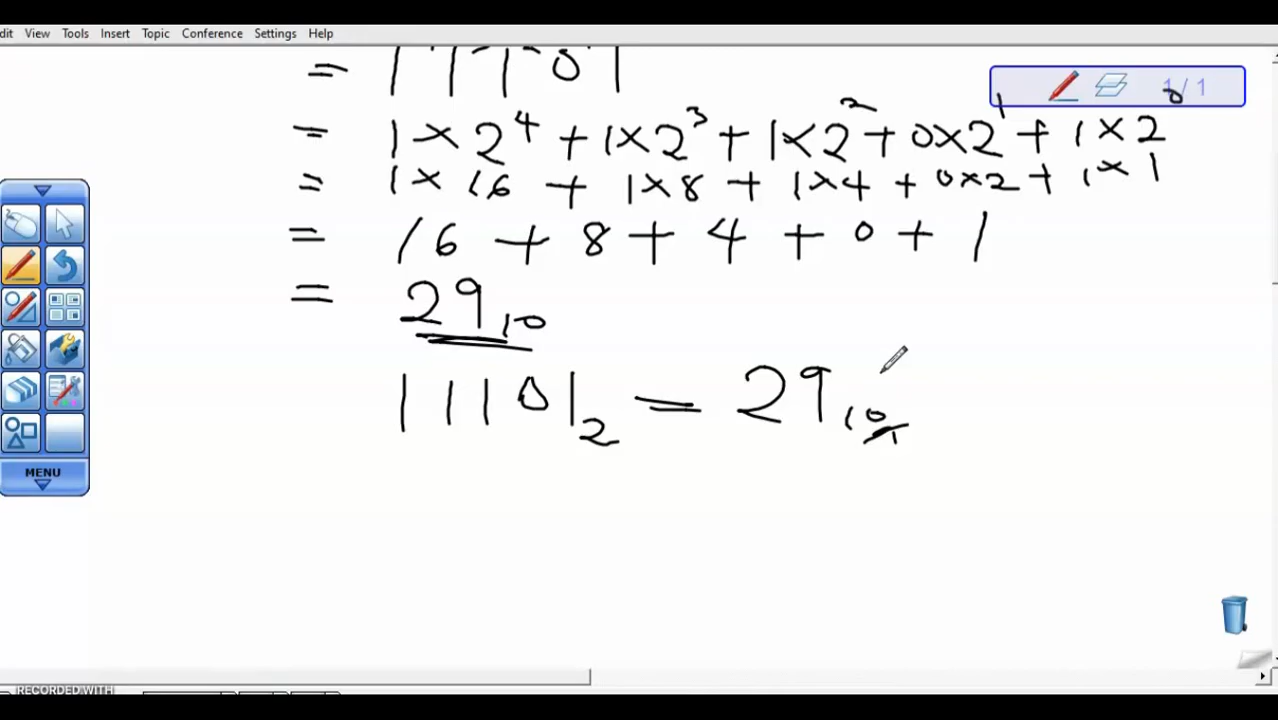 dit View Tools Insert Topic Conference Settings Help
1 / 1
= 1 1 1 0 1
= 1 × 2⁴ + 1 × 2³ + 1 × 2² + 0 × 2¹ + 1 × 2⁰
= 1 × 16 + 1 × 8 + 1 × 4 + 0 × 2 + 1 × 1
= 16 + 8 + 4 + 0 + 1
= 29₁₀
11101₂ = 29₁₀
MENU
RECORDED WITH